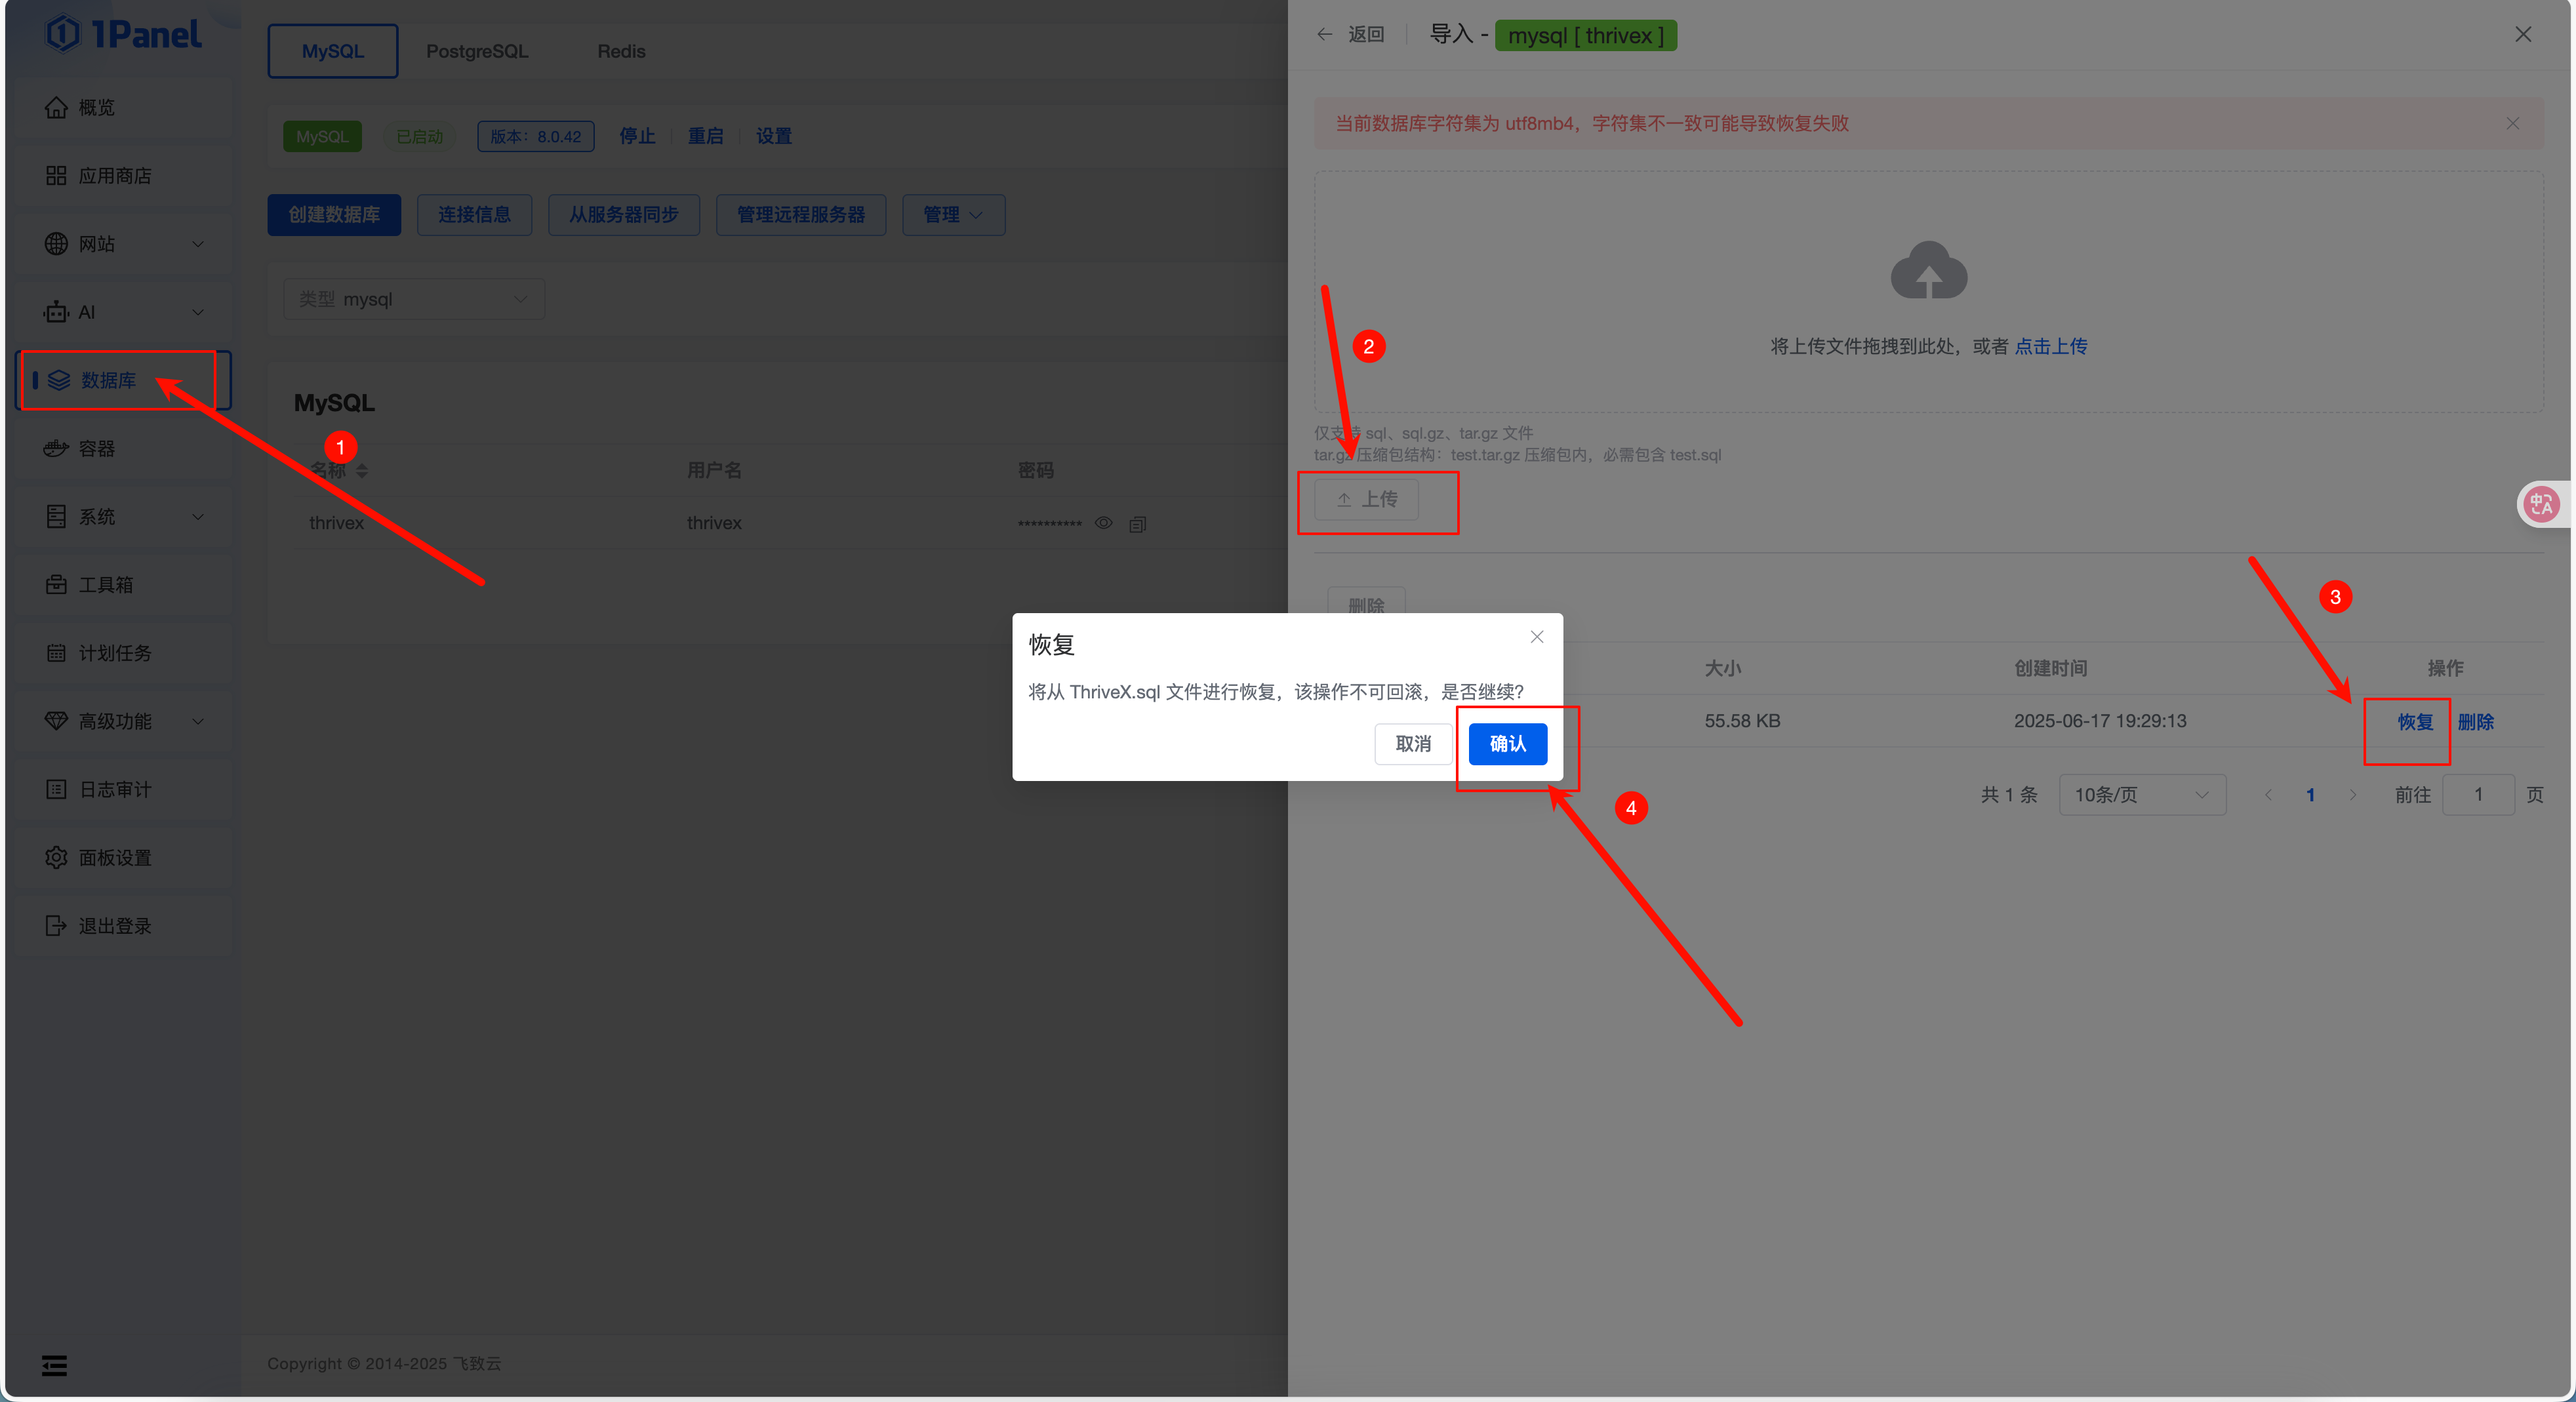 1Panel
概览
应用商店
网站
AI
数据库
容器
系统
工具箱
计划任务
高级功能
日志审计
面板设置
退出登录
MySQL PostgreSQL Redis
MySQL 已启动 版本：8.0.42 停止 重启 设置
创建数据库 连接信息 从服务器同步 管理远程服务器 管理
类型 mysql
MySQL
1
名称 用户名 密码
thrivex thrivex **********
Copyright © 2014-2025 飞致云
返回 导入 - mysql [ thrivex ]
当前数据库字符集为 utf8mb4，字符集不一致可能导致恢复失败
将上传文件拖拽到此处，或者 点击上传
2
仅支持 sql、sql.gz、tar.gz 文件
tar.gz 压缩包结构：test.tar.gz 压缩包内，必需包含 test.sql
上传
中A
3
删除
大小 创建时间 操作
55.58 KB 2025-06-17 19:29:13 恢复 删除
共 1 条 10条/页 1 前往 1 页
恢复
将从 ThriveX.sql 文件进行恢复，该操作不可回滚，是否继续?
取消 确认
4